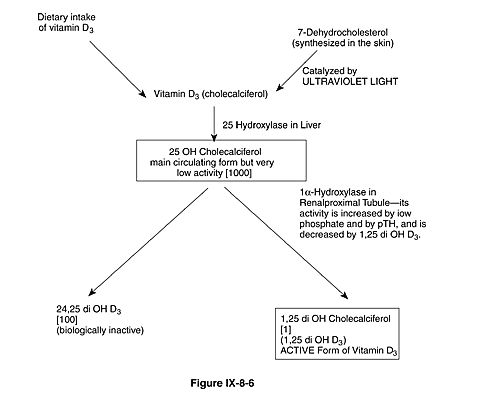 Dietary intake
of vitamin D3
7-Dehydrocholesterol
(synthesized in the skin)
Catalyzed by
ULTRAVIOLET LIGHT
Vitamin D3 (cholecalciferol)
25 Hydroxylase in Liver
25 OH Cholecalciferol
main circulating form but very
low activity [1000]
1α-Hydroxylase in
Renalproximal Tubule—its
activity is increased by low
phosphate and by pTH, and is
decreased by 1,25 di OH D3.
24,25 di OH D3
[100]
(biologically inactive)
1,25 di OH Cholecalciferol
[1]
(1,25 di OH D3)
ACTIVE Form of Vitamin D3
Figure IX-8-6